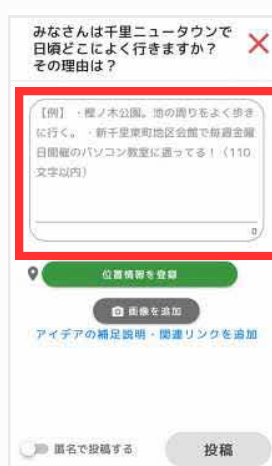 みなさんは千里ニュータウンで
日頃どこによく行きますか？
その理由は？
【例】・樫ノ木公園。池の周りをよく歩き
に行く。・新千里東町地区会館で毎週金曜
日開催のパソコン教室に通ってる！（110
文字以内）
0
位置情報を登録
画像を追加
アイデアの補足説明・関連リンクを追加
匿名で投稿する
投稿